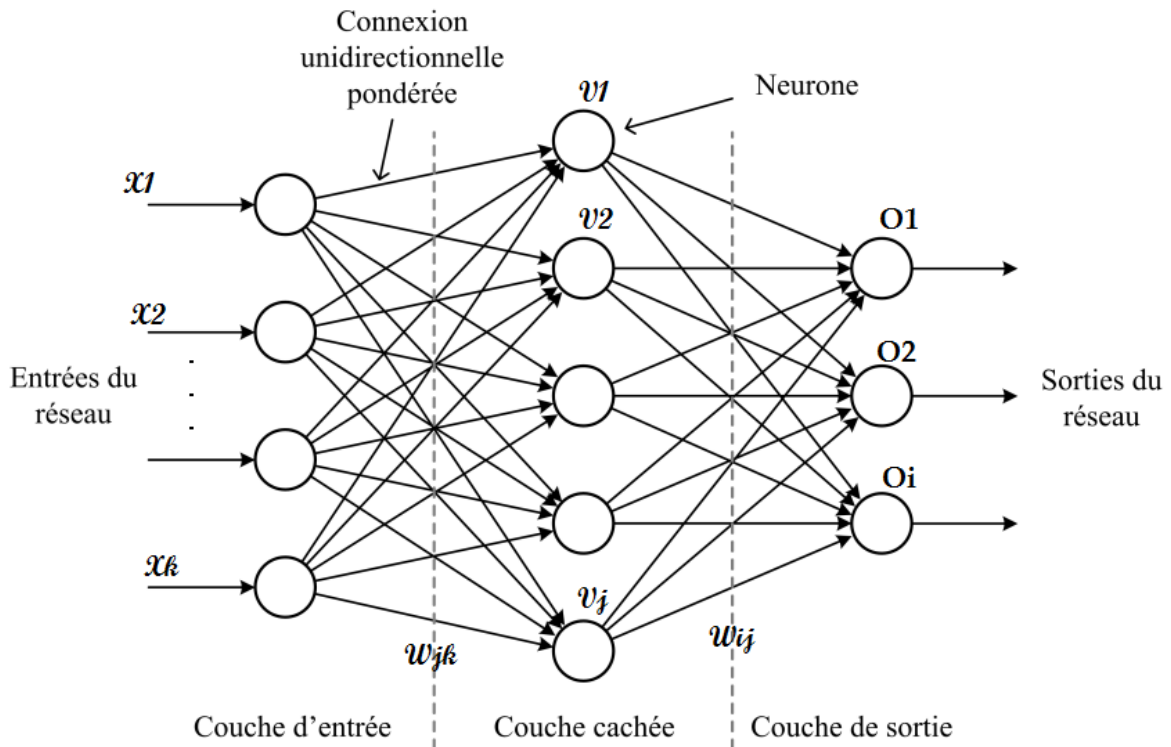 Connexion
unidirectionnelle
pondérée
v1
Neurone
x1
v2
O1
x2
O2
Entrées du
réseau
Sorties du
réseau
Oi
xk
vj
wjk
wij
Couche d’entrée
Couche cachée
Couche de sortie